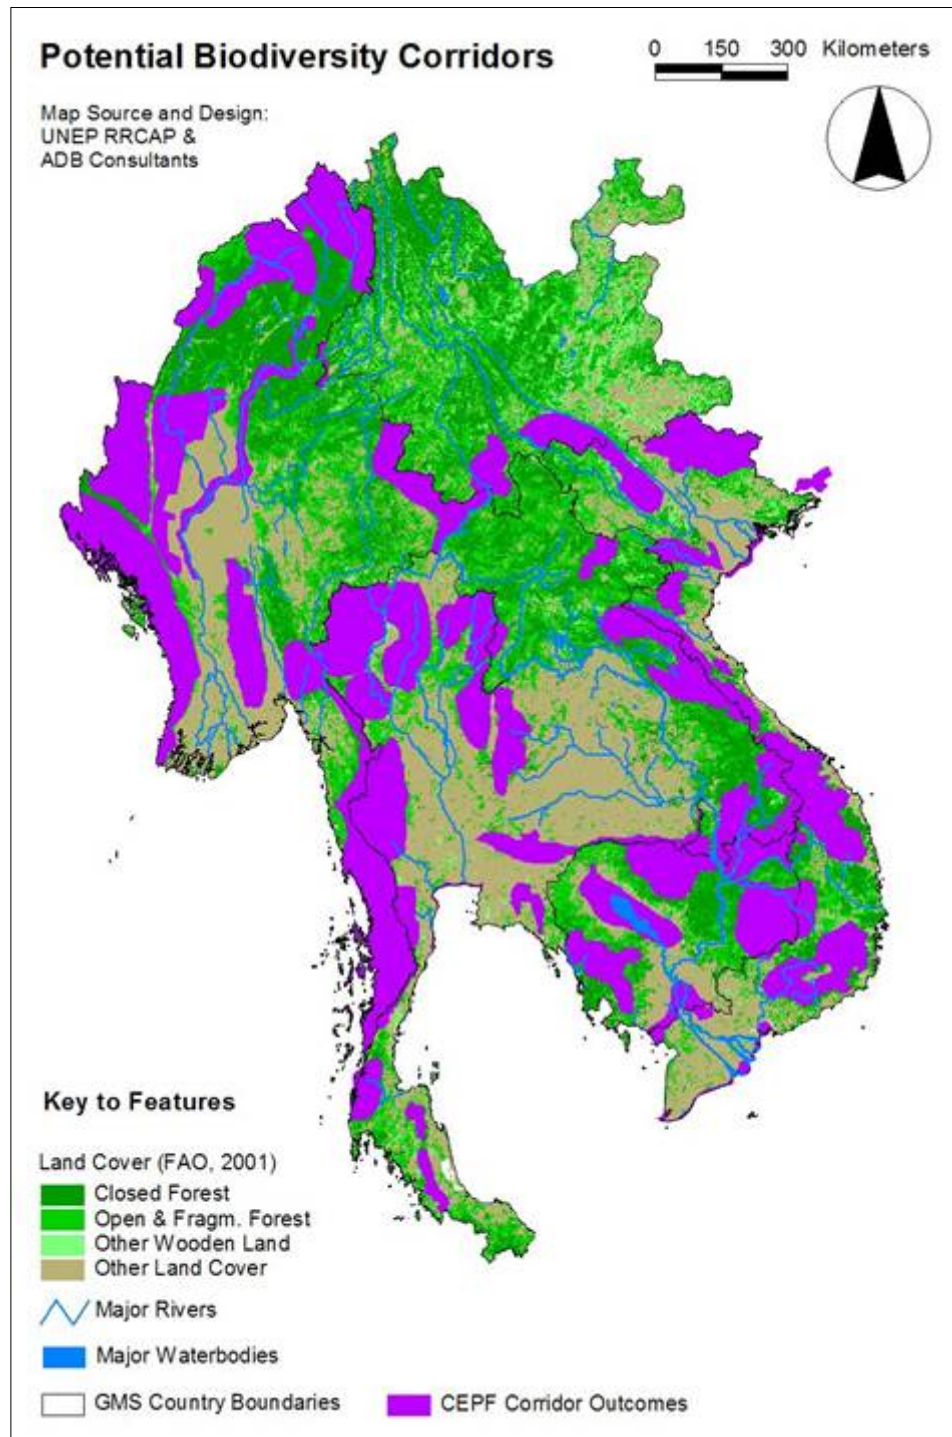 Potential Biodiversity Corridors
0 150 300 Kilometers
Map Source and Design:
UNEP RRCAP &
ADB Consultants
Key to Features
Land Cover (FAO, 2001)
Closed Forest
Open & Fragm. Forest
Other Wooden Land
Other Land Cover
Major Rivers
Major Waterbodies
GMS Country Boundaries
CEPF Corridor Outcomes